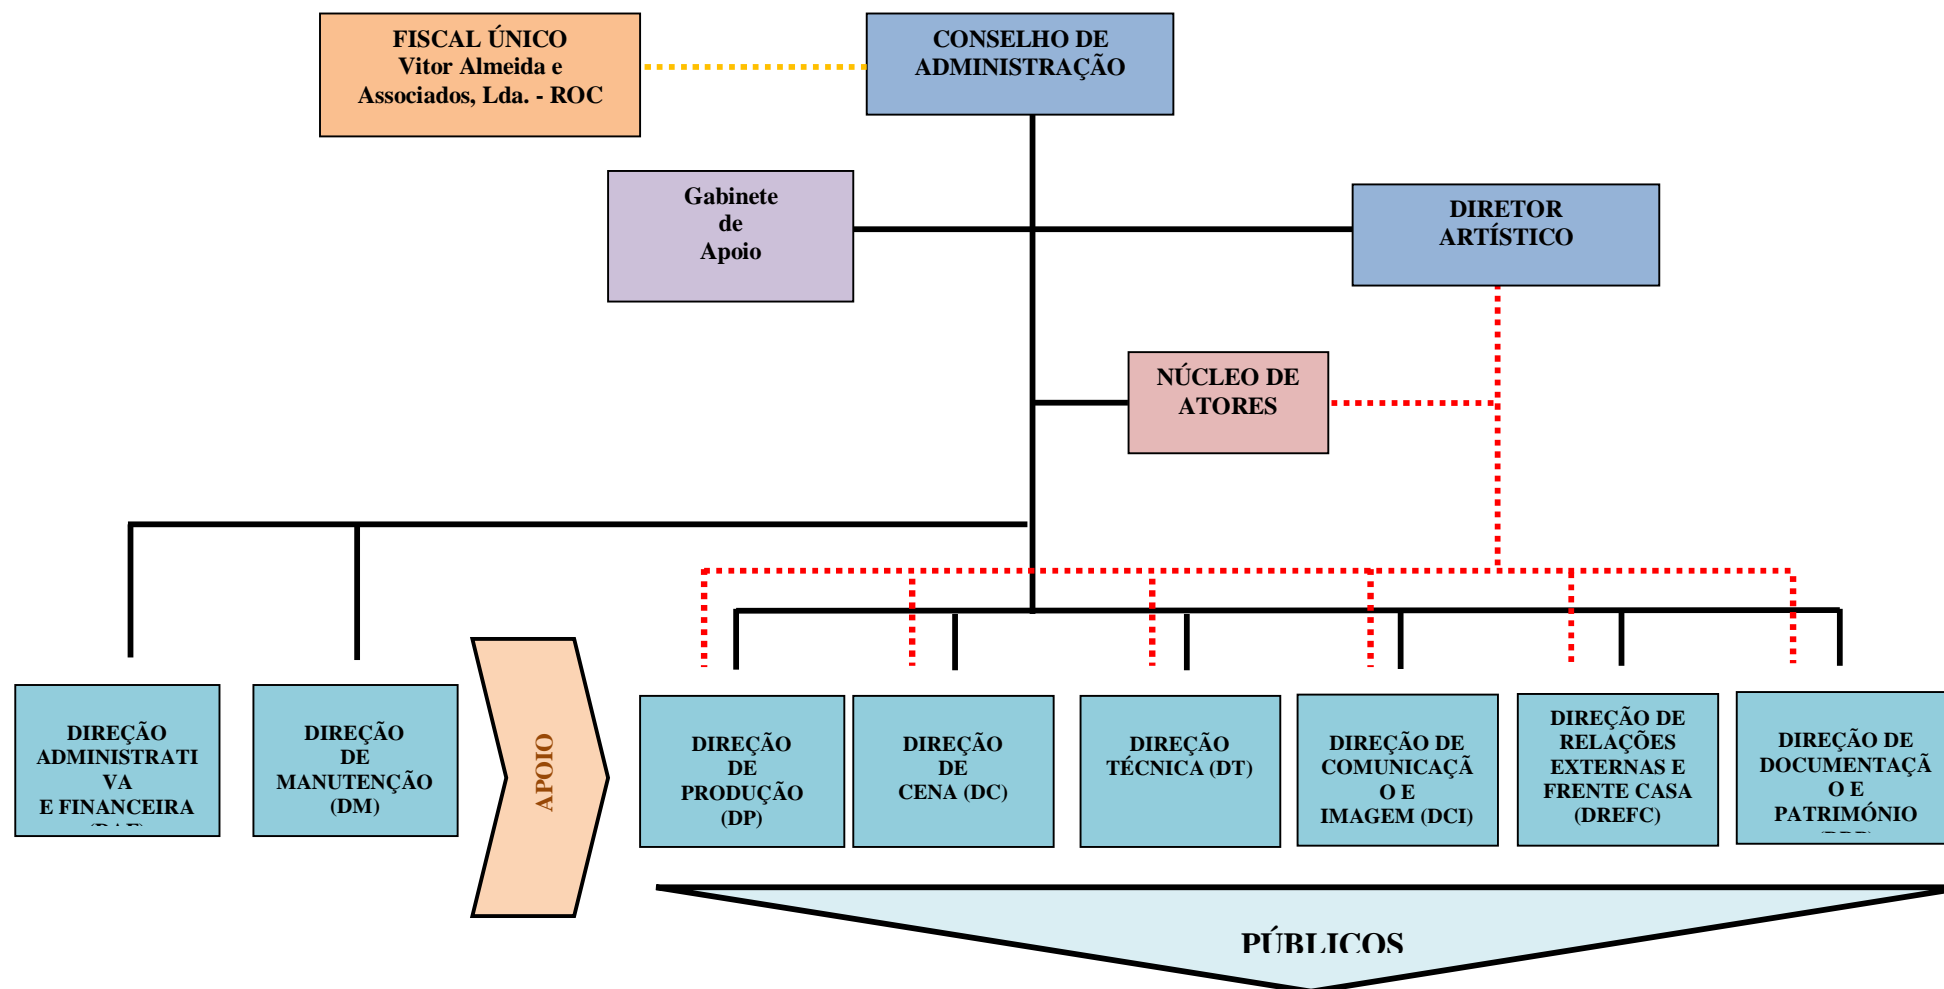 FISCAL ÚNICO
Vitor Almeida e
Associados, Lda. - ROC
CONSELHO DE
ADMINISTRAÇÃO
Gabinete
de
Apoio
DIRETOR
ARTÍSTICO
NÚCLEO DE
ATORES
DIREÇÃO
ADMINISTRATI
VA
E FINANCEIRA
DIREÇÃO
DE
MANUTENÇÃO
(DM)
APOIO
DIREÇÃO
DE
PRODUÇÃO
(DP)
DIREÇÃO
DE
CENA (DC)
DIREÇÃO
TÉCNICA (DT)
DIREÇÃO DE
COMUNICAÇÃ
O E
IMAGEM (DCI)
DIREÇÃO DE
RELAÇÕES
EXTERNAS E
FRENTE CASA
(DREFC)
DIREÇÃO DE
DOCUMENTAÇÃ
O E
PATRIMÓNIO
PÚBLICOS